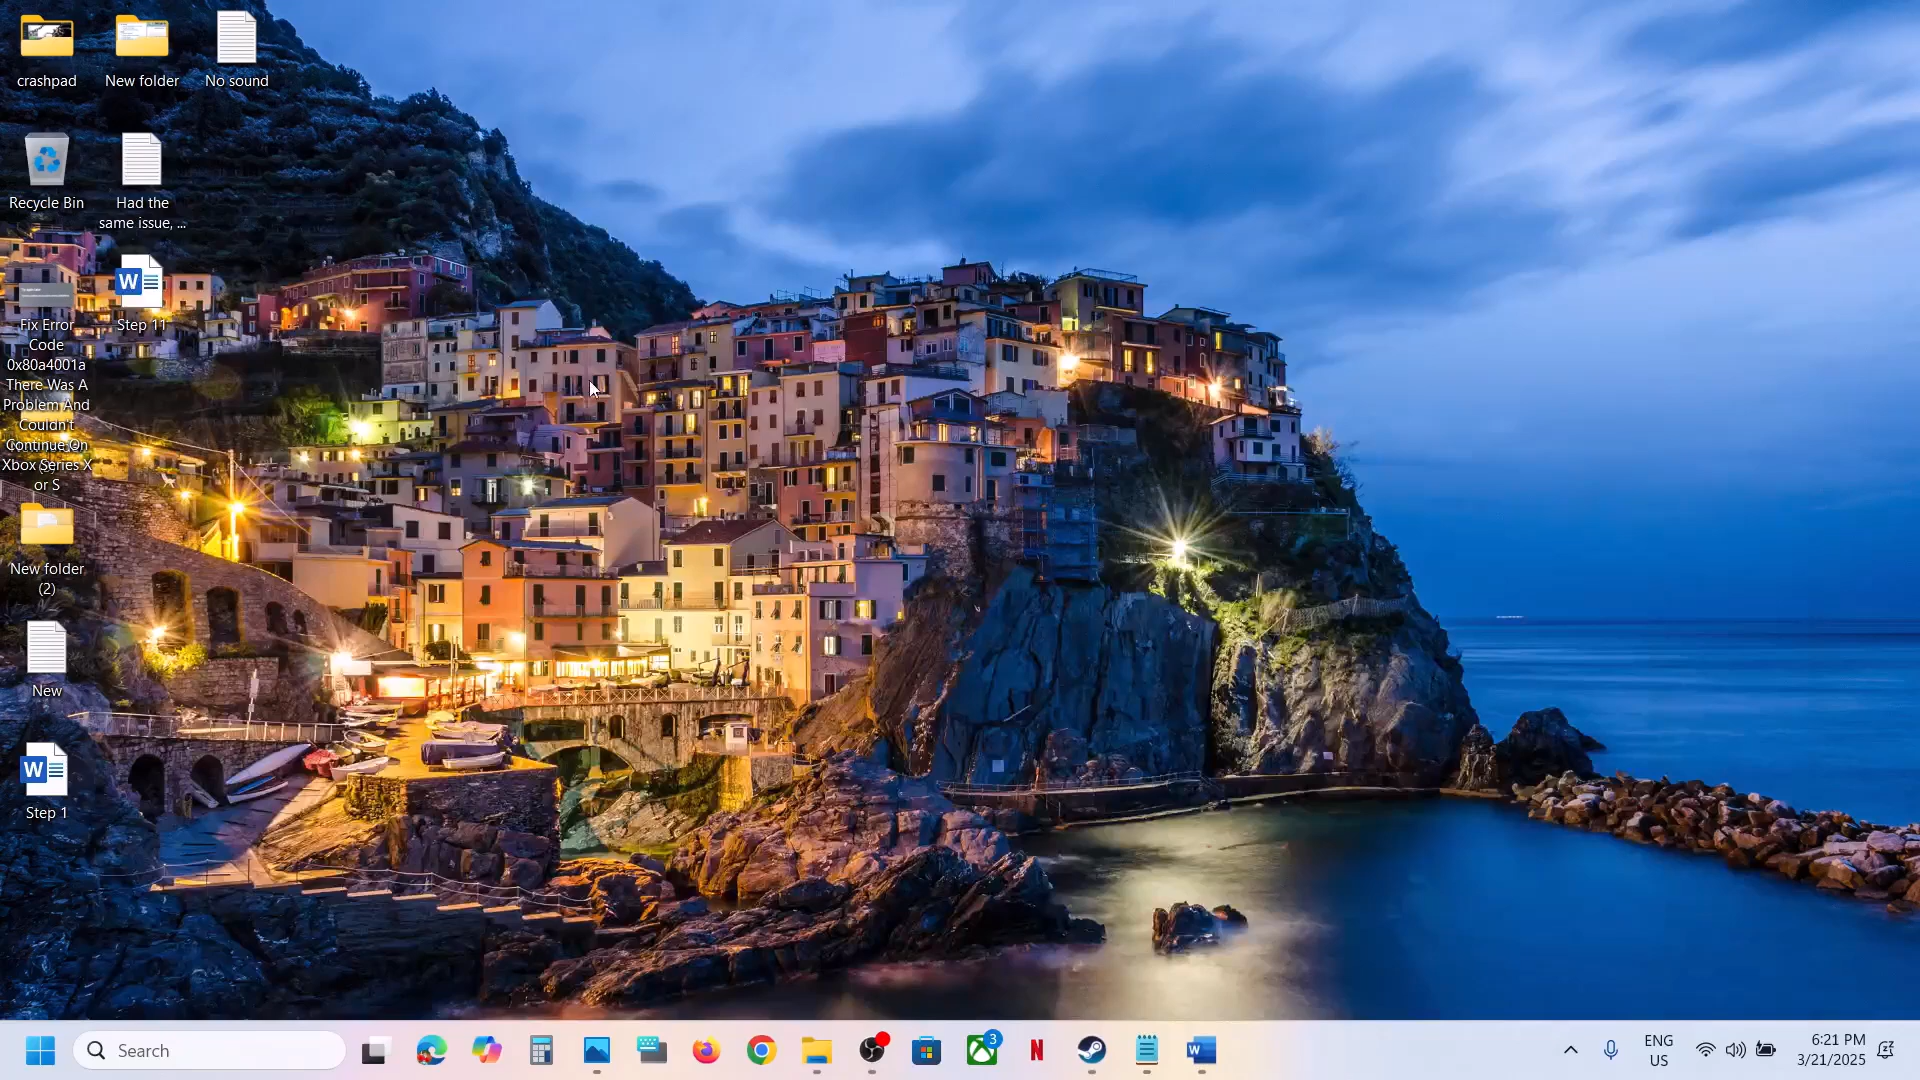 crashpad
New folder
No sound
Recycle Bin
Had the
same issue, ...
Fix Error
Code
0x80a4001a
There Was A
Problem And
Couldn't
Continue On
Xbox Series X
or S
Step 11
New folder
(2)
New
Step 1
Search
3
ENG
US
6:21 PM
3/21/2025